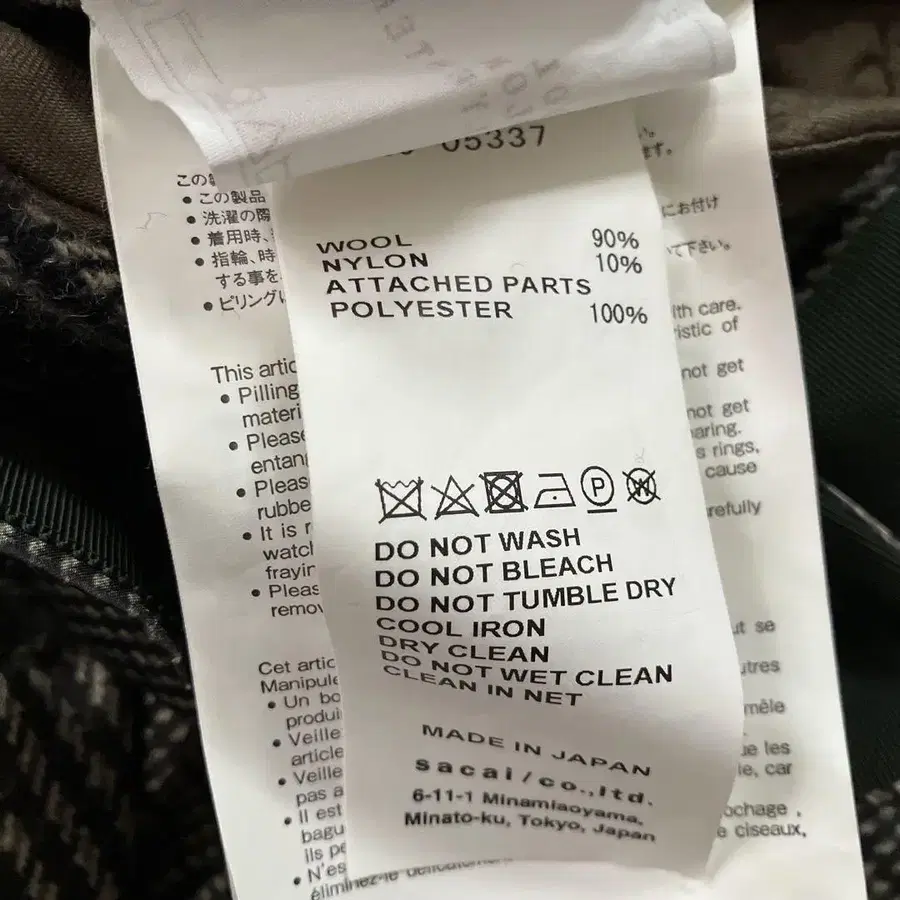 05337
WOOL 90%
NYLON 10%
ATTACHED PARTS
POLYESTER 100%
P
W
DO NOT WASH
DO NOT BLEACH
DO NOT TUMBLE DRY
COOL IRON
DRY CLEAN
DO NOT WET CLEAN
CLEAN IN NET
MADE IN JAPAN
sacai/co.,ltd.
6-11-1 Minamiaoyama,
Minato-ku, Tokyo, Japan
この
• この製品
• 洗濯の際
• 着用時、
• 指輪、時
する事を
• ピリング
にお付け
て下さい。
This artic
• Pilling
materi
• Please
entan
• Pleas
rubbe
• It is r
watch
frayin
• Pleas
remov
lth care.
ristic of
not get
not get
aring.
s rings,
cause
refully
Cet artic
Manipule
• Un bo
produi
• Veille
article
• Veille
pas a
• Il est
bagu
ils pe
• N'es
ut se
utres
mêle
ue les
le, car
ochage ,
e ciseaux,